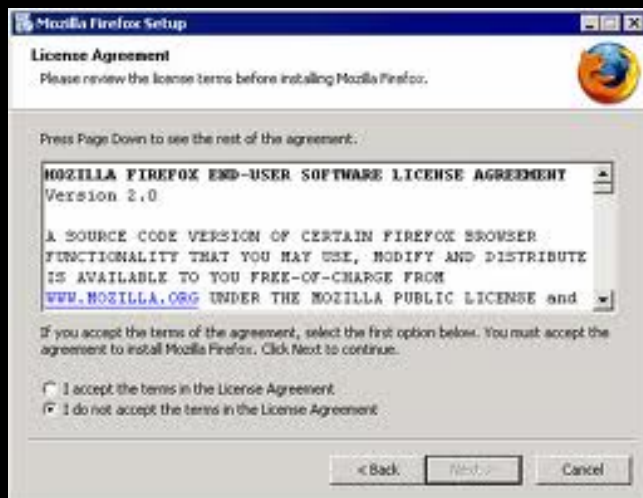 Mozilla Firefox Setup
License Agreement
Please review the license terms before installing Mozilla Firefox.
Press Page Down to see the rest of the agreement.
MOZILLA FIREFOX END-USER SOFTWARE LICENSE AGREEMENT
Version 2.0
A SOURCE CODE VERSION OF CERTAIN FIREFOX BROWSER
FUNCTIONALITY THAT YOU MAY USE, MODIFY AND DISTRIBUTE
IS AVAILABLE TO YOU FREE-OF-CHARGE FROM
WWW.MOZILLA.ORG UNDER THE MOZILLA PUBLIC LICENSE and
If you accept the terms of the agreement, select the first option below. You must accept the
agreement to install Mozilla Firefox. Click Next to continue.
I accept the terms in the License Agreement
I do not accept the terms in the License Agreement
< Back Next > Cancel